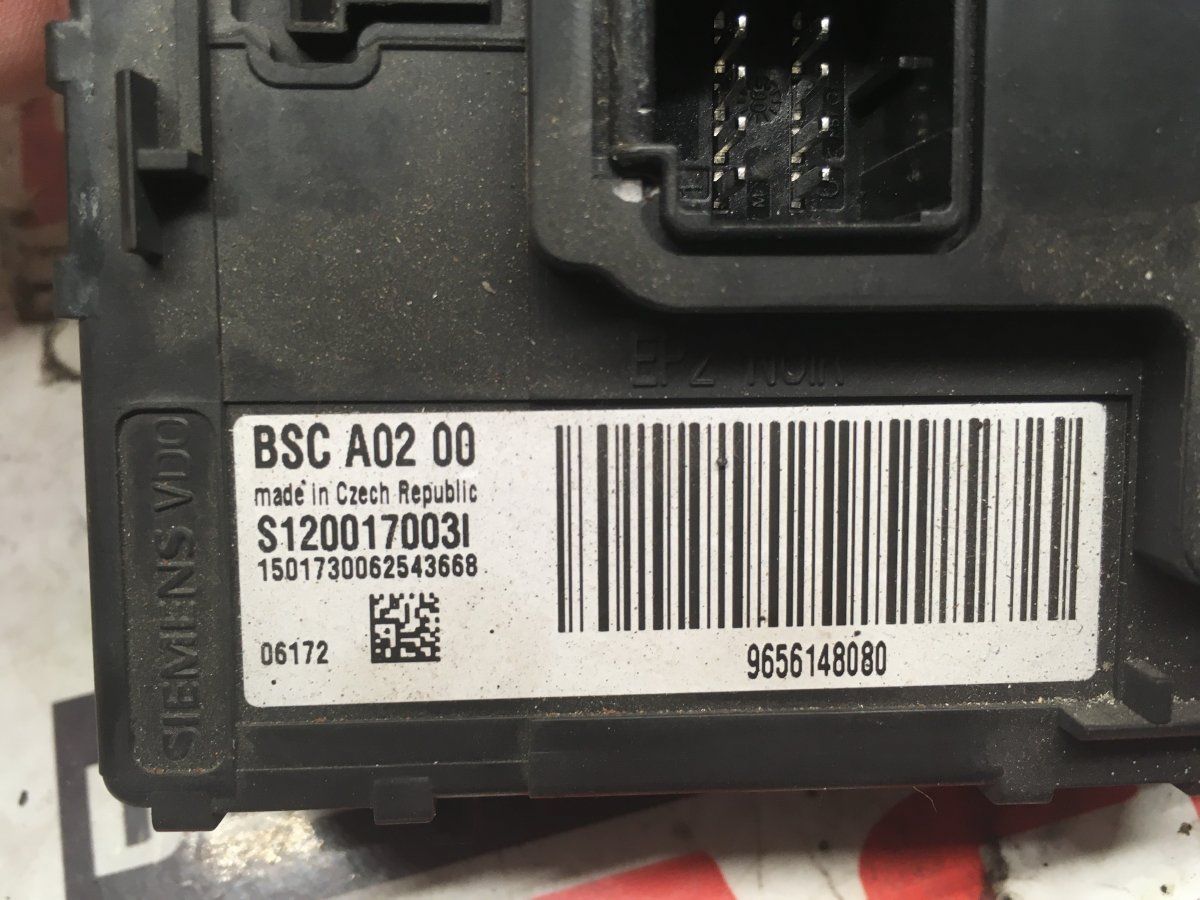 EP2 NOIR
SIEMENS VDO
BSC A02 00
made in Czech Republic
S120017003I
1501730062543668
06172
9656148080